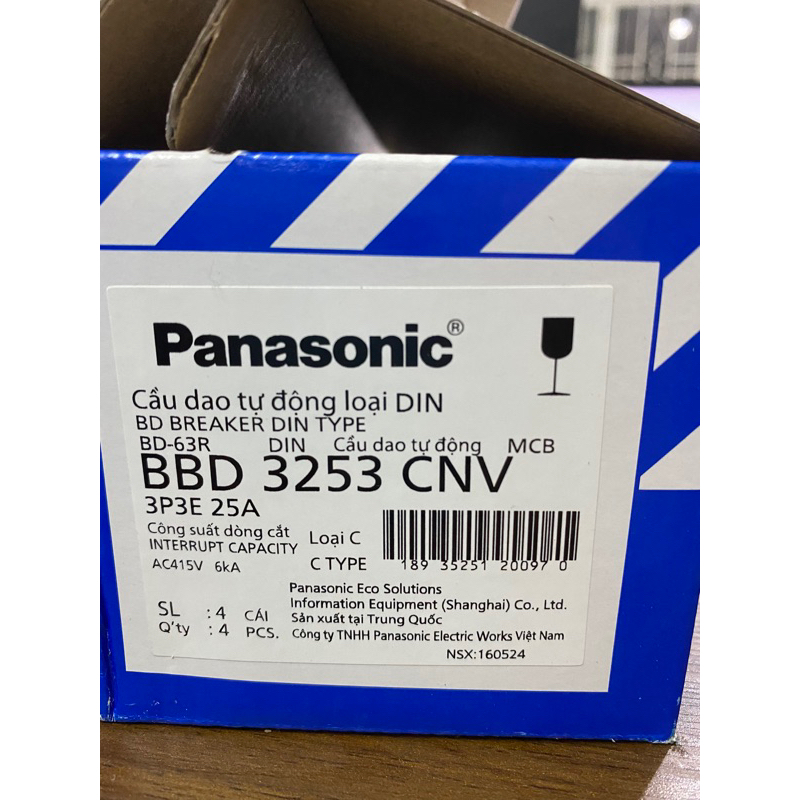 Panasonic®
Cầu dao tự động loại DIN
BD BREAKER DIN TYPE
BD-63R DIN Cầu dao tự động MCB
BBD 3253 CNV
3P3E 25A
Công suất dòng cắt
INTERRUPT CAPACITY
AC415V 6kA
Loại C
C TYPE
18 935251 20097 0
SL : 4 CÁI
Q'ty : 4 PCS.
Panasonic Eco Solutions
Information Equipment (Shanghai) Co., Ltd.
Sản xuất tại Trung Quốc
Công ty TNHH Panasonic Electric Works Việt Nam
NSX:160524